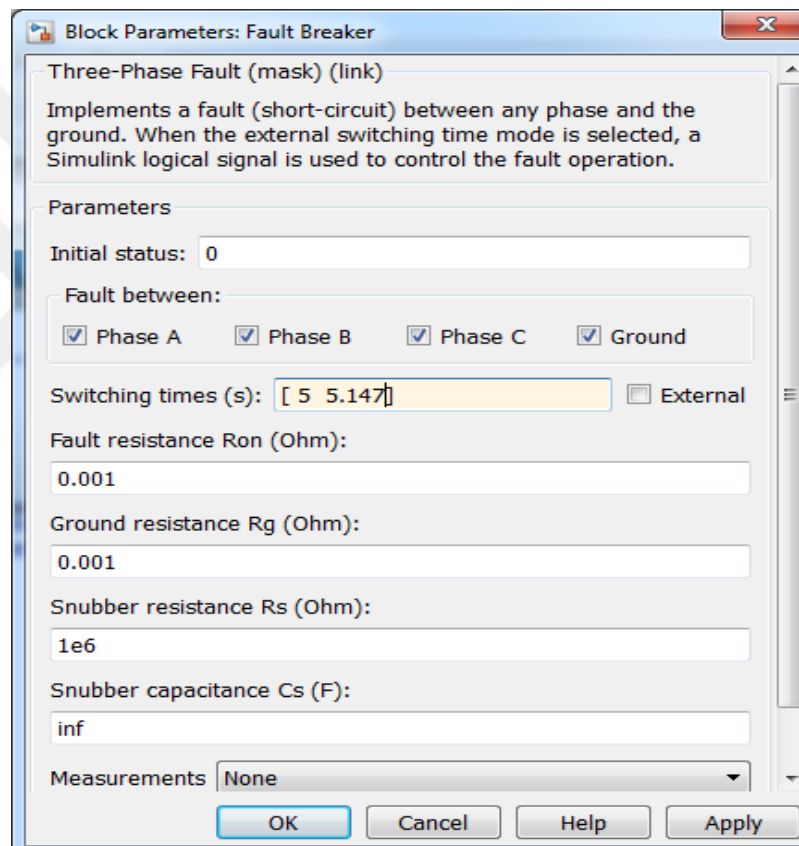 Block Parameters: Fault Breaker
Three-Phase Fault (mask) (link)
Implements a fault (short-circuit) between any phase and the
ground. When the external switching time mode is selected, a
Simulink logical signal is used to control the fault operation.
Parameters
Initial status: 0
Fault between:
Phase A Phase B Phase C Ground
Switching times (s): [ 5 5.147] External
Fault resistance Ron (Ohm):
0.001
Ground resistance Rg (Ohm):
0.001
Snubber resistance Rs (Ohm):
1e6
Snubber capacitance Cs (F):
inf
Measurements None
OK Cancel Help Apply